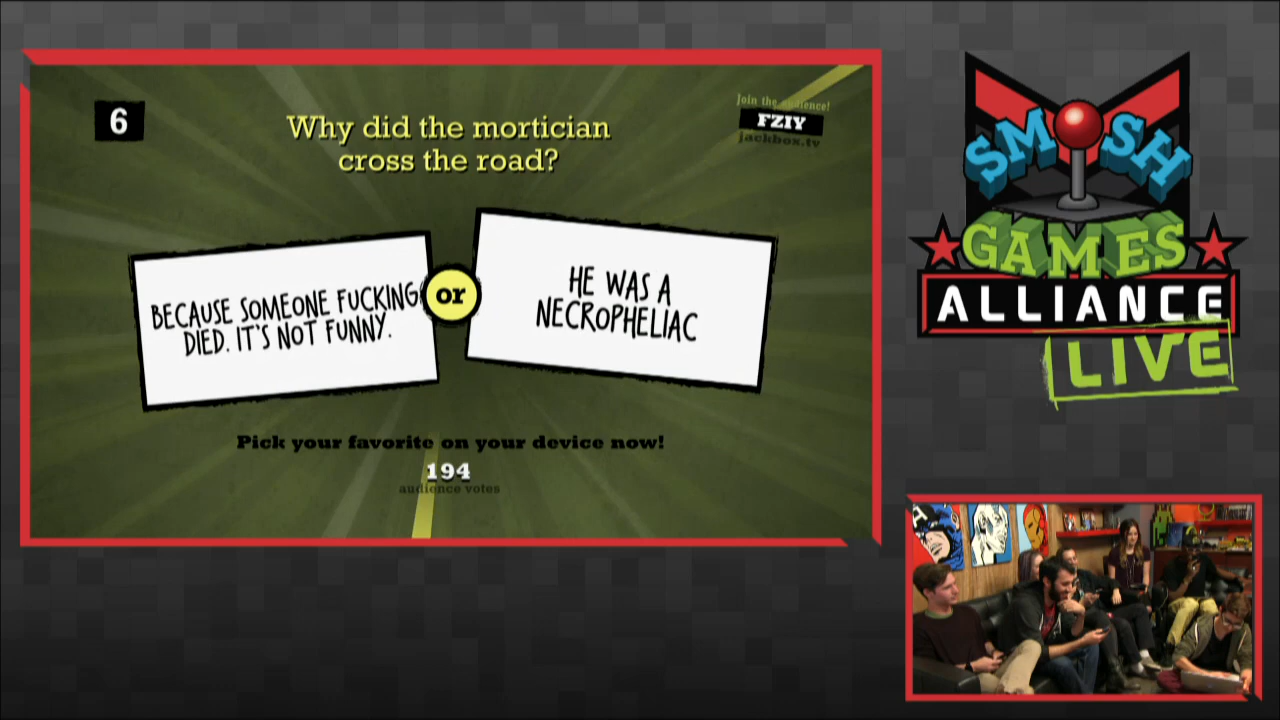 6
Why did the mortician
cross the road?
Join the audience!
FZIY
jackbox.tv
BECAUSE SOMEONE FUCKING
DIED. IT'S NOT FUNNY.
or
HE WAS A
NECROPHELIAC
Pick your favorite on your device now!
194
audience votes
SMOSH
GAMES
ALLIANCE
LIVE